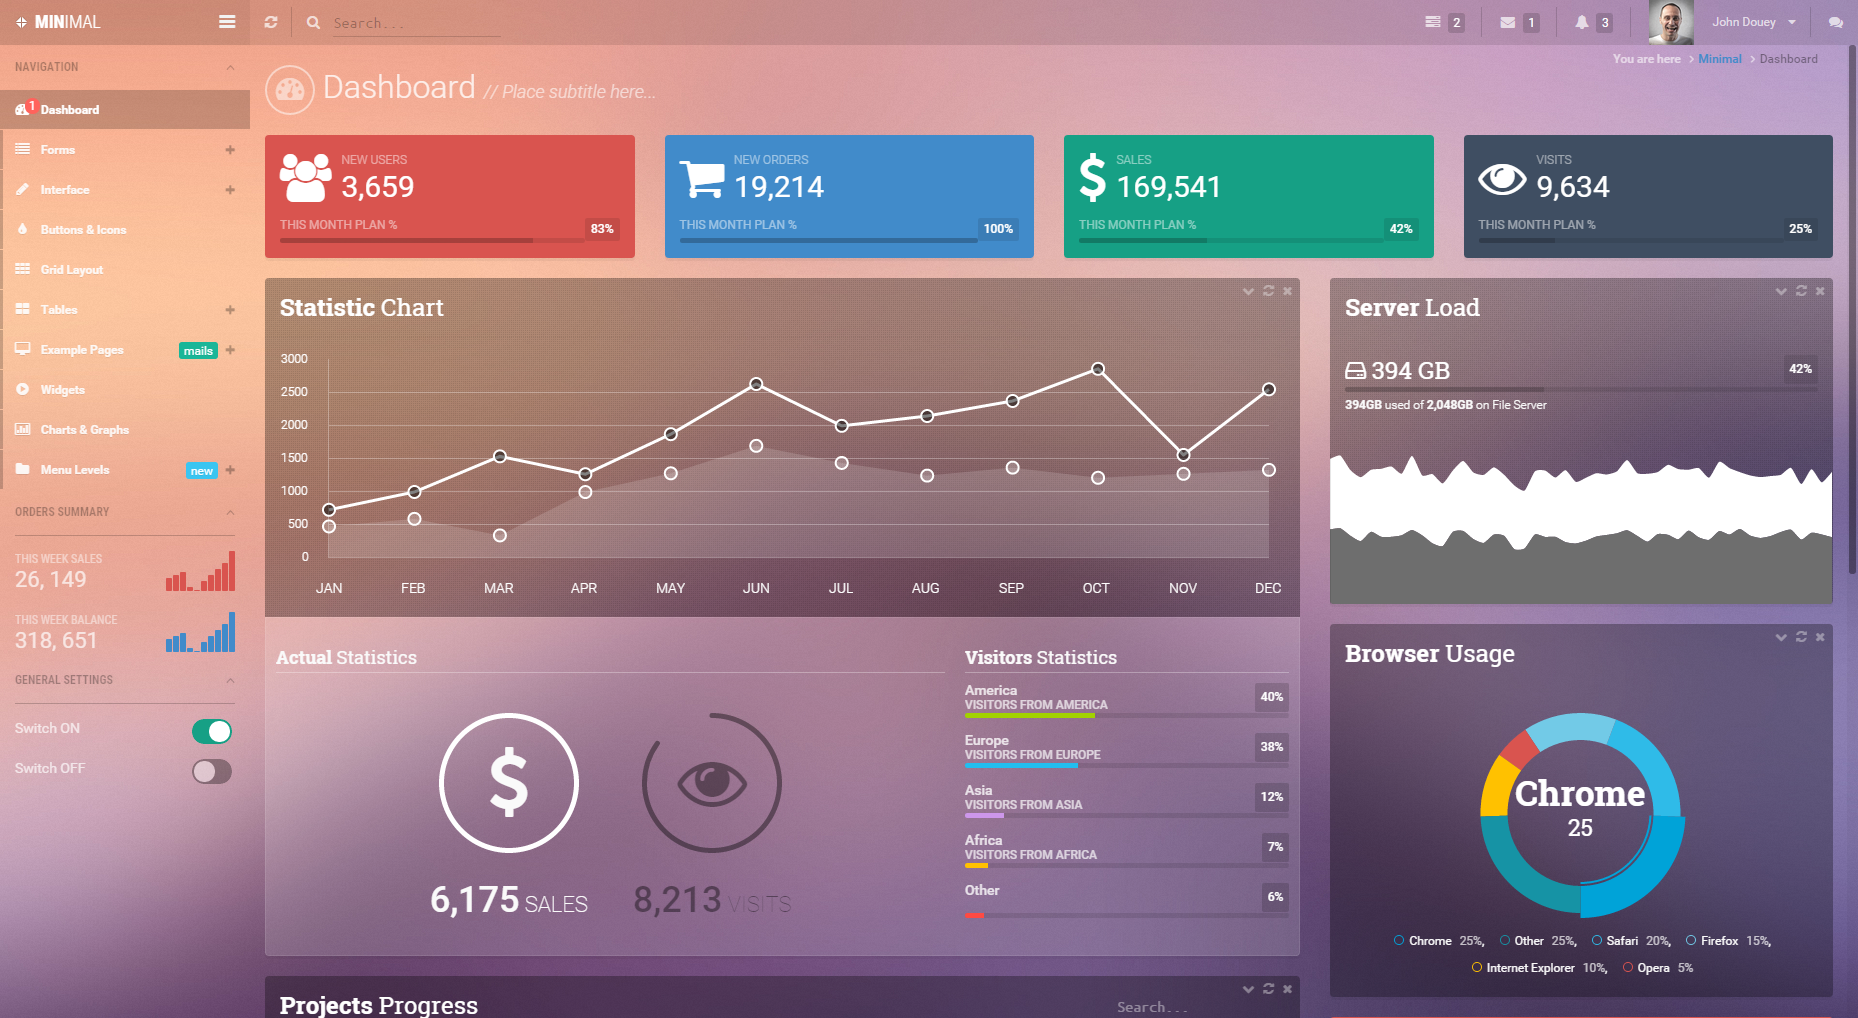 MINIMAL
Search...
2
1
3
John Douey
NAVIGATION
1
Dashboard
Forms
Interface
Buttons & Icons
Grid Layout
Tables
Example Pages mails
Widgets
Charts & Graphs
Menu Levels new
ORDERS SUMMARY
THIS WEEK SALES
26, 149
THIS WEEK BALANCE
318, 651
GENERAL SETTINGS
Switch ON
Switch OFF
You are here > Minimal > Dashboard
Dashboard // Place subtitle here...
NEW USERS
3,659
THIS MONTH PLAN %
83%
NEW ORDERS
19,214
THIS MONTH PLAN %
100%
SALES
169,541
THIS MONTH PLAN %
42%
VISITS
9,634
THIS MONTH PLAN %
25%
Statistic Chart
3000
2500
2000
1500
1000
500
0
JAN FEB MAR APR MAY JUN JUL AUG SEP OCT NOV DEC
Server Load
394 GB
42%
394GB used of 2,048GB on File Server
Actual Statistics
6,175 SALES
8,213 VISITS
Visitors Statistics
America
VISITORS FROM AMERICA
40%
Europe
VISITORS FROM EUROPE
38%
Asia
VISITORS FROM ASIA
12%
Africa
VISITORS FROM AFRICA
7%
Other
6%
Browser Usage
Chrome
25
Chrome 25%, Other 25%, Safari 20%, Firefox 15%,
Internet Explorer 10%, Opera 5%
Projects Progress
Search...